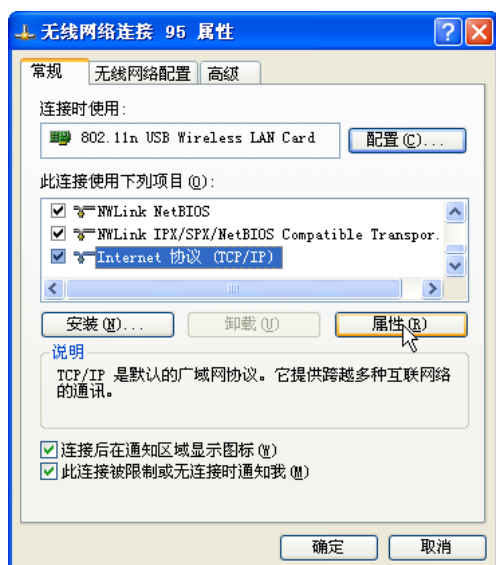 无线网络连接 95 属性
常规 无线网络配置 高级
连接时使用:
802.11n USB Wireless LAN Card 配置(C)...
此连接使用下列项目(O):
NWLink NetBIOS
NWLink IPX/SPX/NetBIOS Compatible Transpor.
Internet 协议 (TCP/IP)
安装(N)... 卸载(U) 属性(R)
说明
TCP/IP 是默认的广域网协议。它提供跨越多种互联网络
的通讯。
连接后在通知区域显示图标(W)
此连接被限制或无连接时通知我(M)
确定 取消